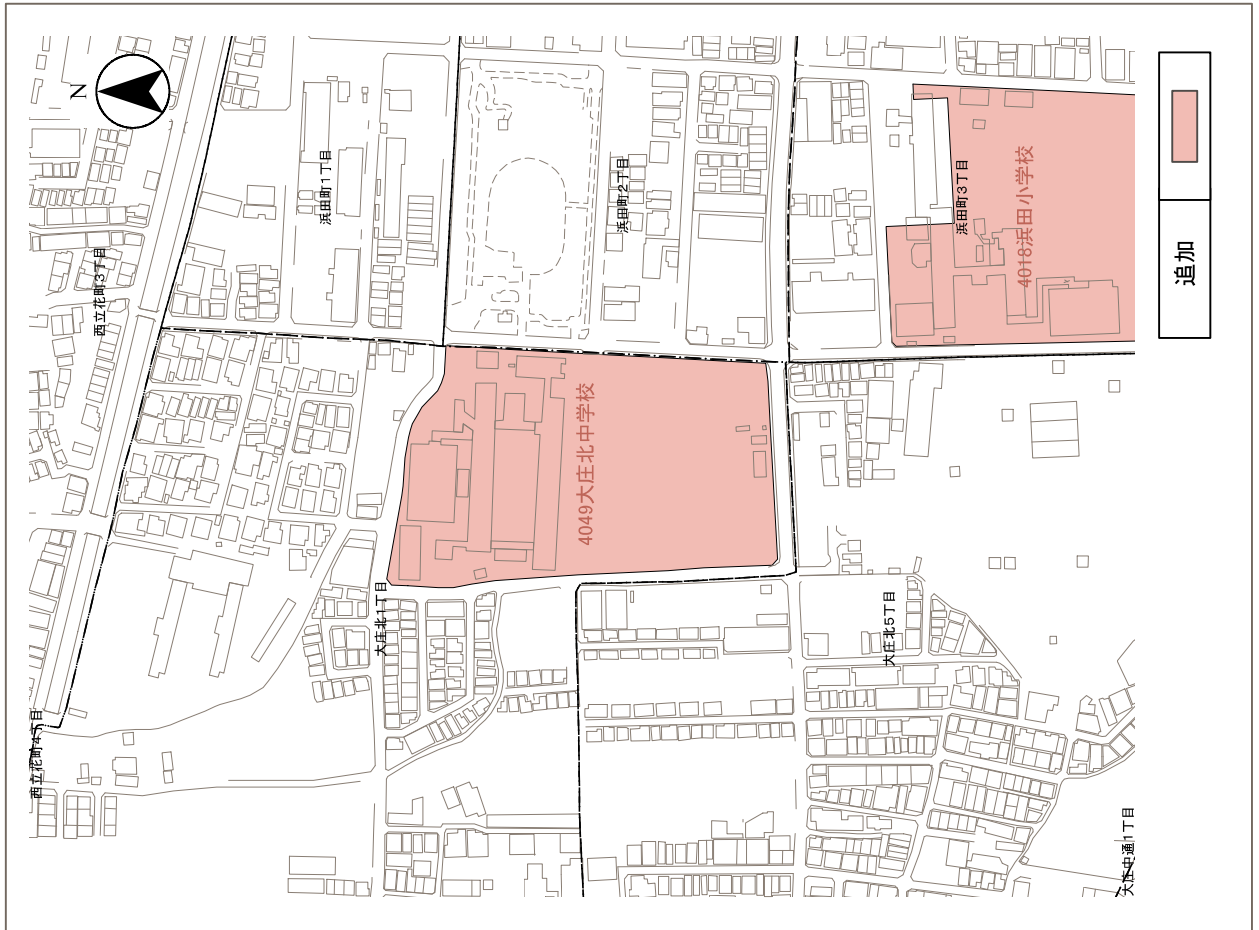 N
西立花町3丁目
浜田町1丁目
浜田町2丁目
浜田町3丁目
4018浜田小学校
追加
4049大庄北中学校
大庄北1丁目
大庄北5丁目
西立花町4丁目
大庄中通1丁目